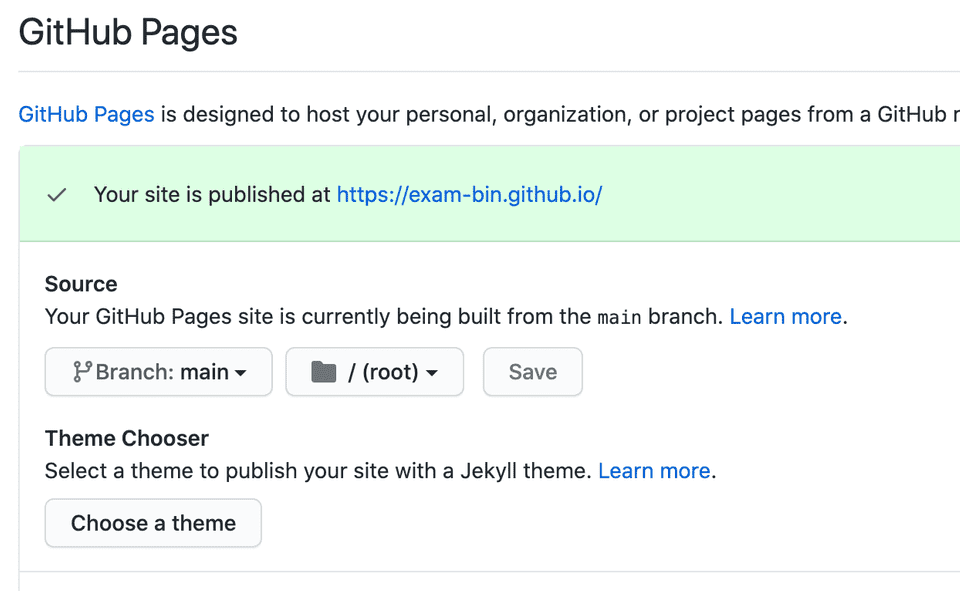 GitHub Pages
GitHub Pages is designed to host your personal, organization, or project pages from a GitHub
Your site is published at https://exam-bin.github.io/
Source
Your GitHub Pages site is currently being built from the main branch. Learn more.
Branch: main / (root) Save
Theme Chooser
Select a theme to publish your site with a Jekyll theme. Learn more.
Choose a theme